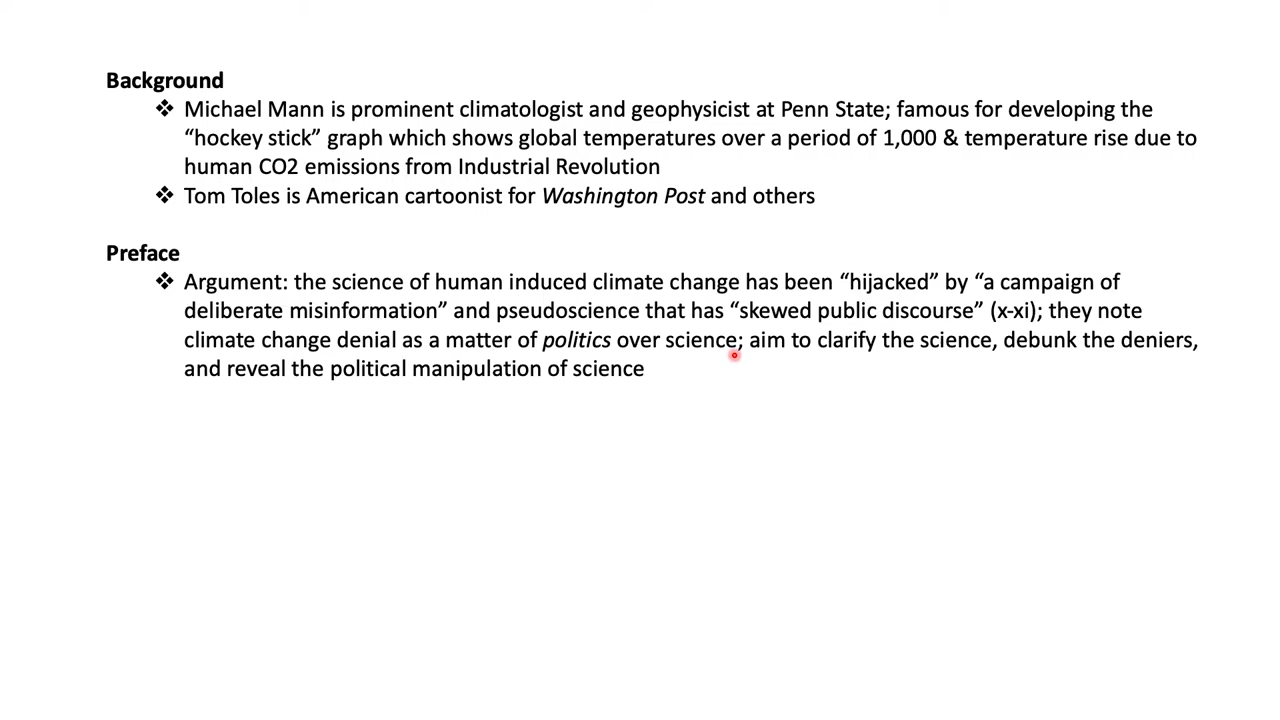 Background
❖ Michael Mann is prominent climatologist and geophysicist at Penn State; famous for developing the
“hockey stick” graph which shows global temperatures over a period of 1,000 & temperature rise due to
human CO2 emissions from Industrial Revolution
❖ Tom Toles is American cartoonist for Washington Post and others
Preface
❖ Argument: the science of human induced climate change has been “hijacked” by “a campaign of
deliberate misinformation” and pseudoscience that has “skewed public discourse” (x-xi); they note
climate change denial as a matter of politics over science; aim to clarify the science, debunk the deniers,
and reveal the political manipulation of science